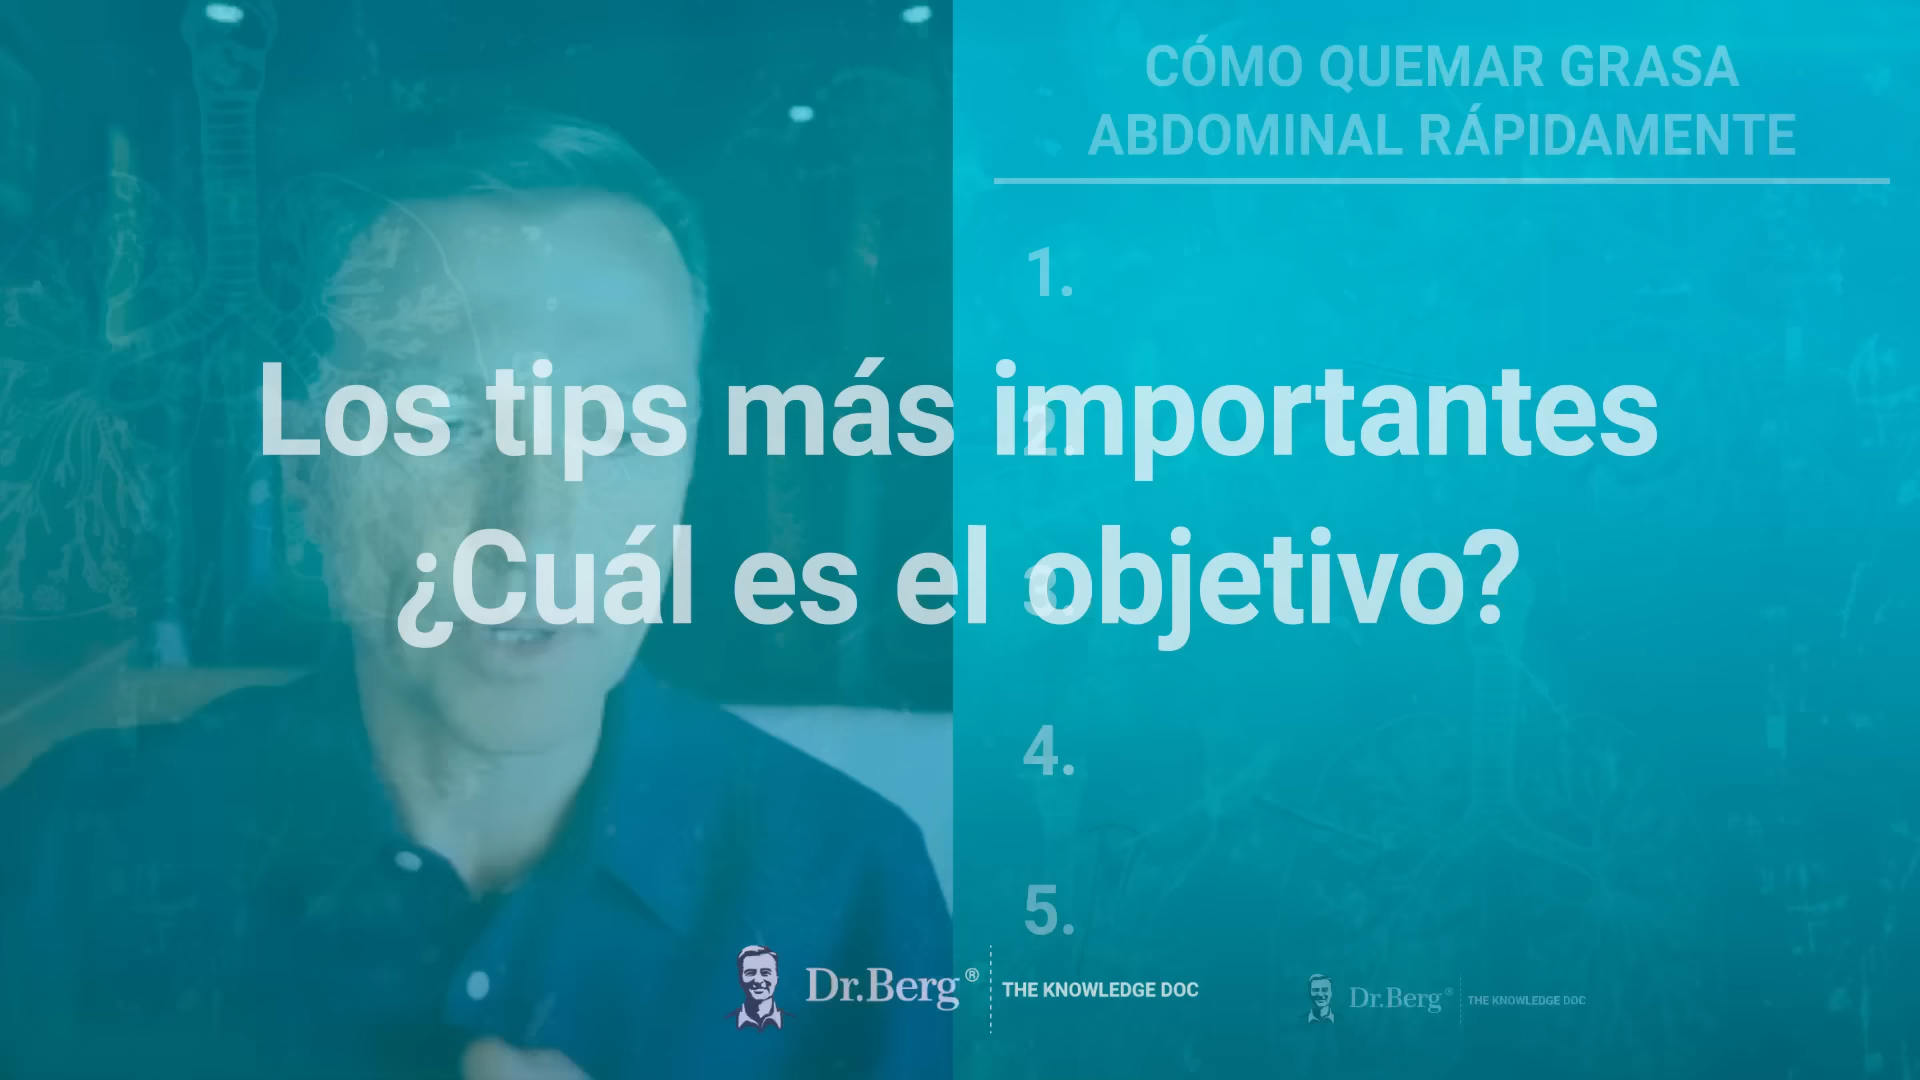 CÓMO QUEMAR GRASA
ABDOMINAL RÁPIDAMENTE
1.
Los tips más importantes
2.
¿Cuál es el objetivo?
3.
4.
5.
Dr.Berg® THE KNOWLEDGE DOC
Dr.Berg® THE KNOWLEDGE DOC